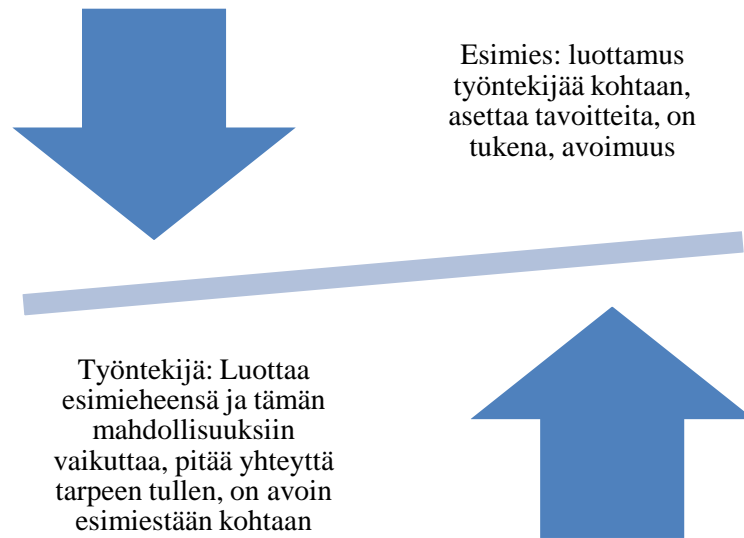 Esimies: luottamus
työntekijää kohtaan,
asettaa tavoitteita, on
tukena, avoimuus
Työntekijä: Luottaa
esimieheensä ja tämän
mahdollisuuksiin
vaikuttaa, pitää yhteyttä
tarpeen tullen, on avoin
esimiestään kohtaan